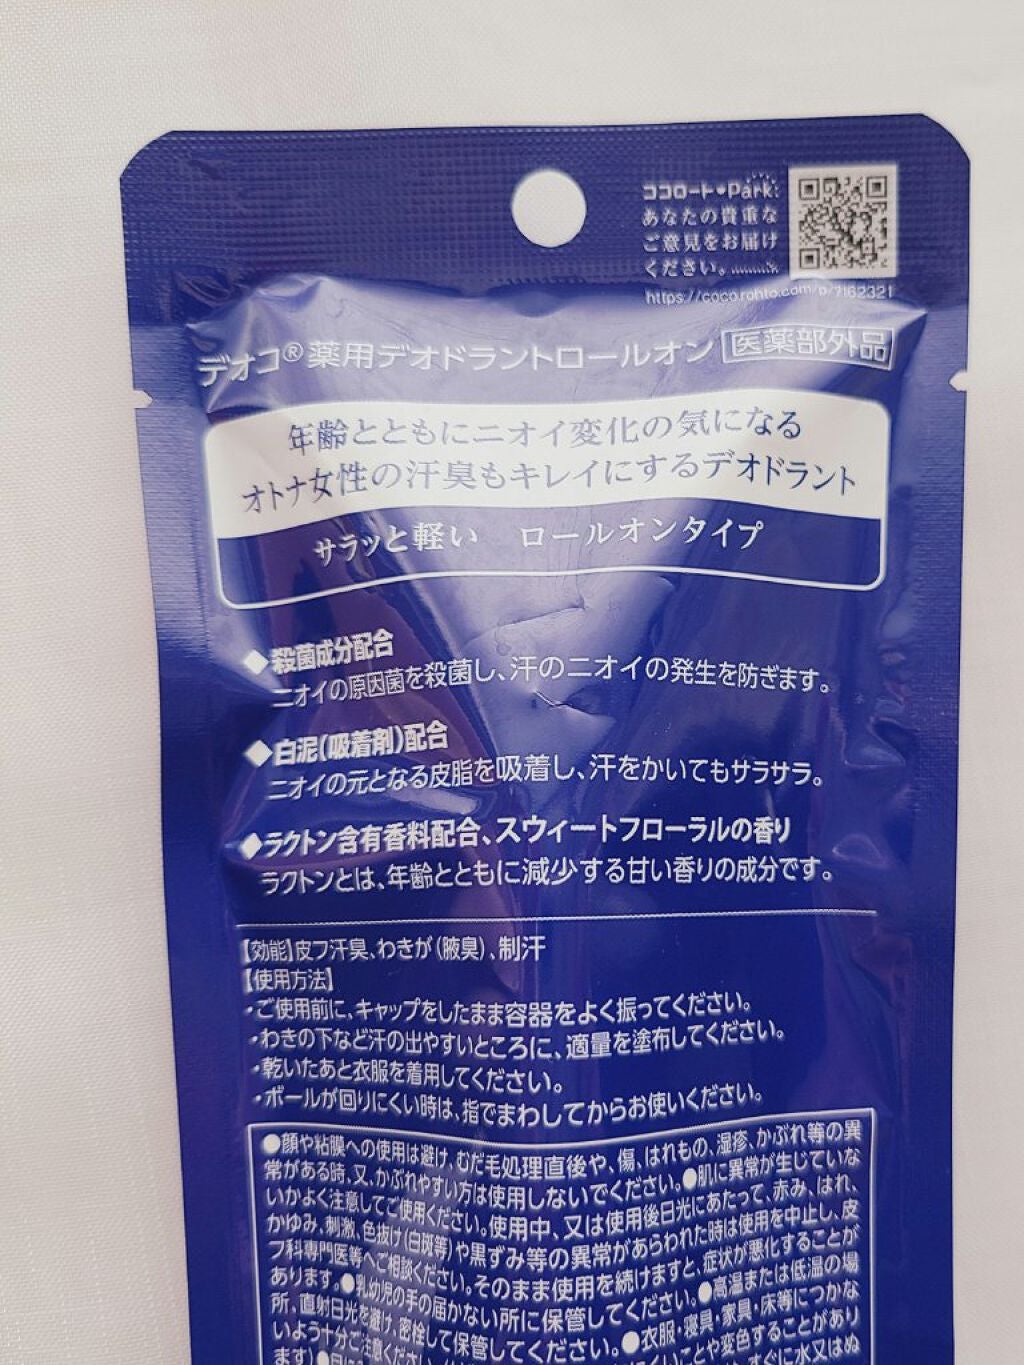 ココロート•Park:
あなたの貴重な
ご意見をお届け
ください。
https://coco.rohto.com/p/?162321
デオコ®薬用デオドラントロールオン 医薬部外品
年齢とともにニオイ変化の気になる
オトナ女性の汗臭もキレイにするデオドラント
サラッと軽い ロールオンタイプ
◆殺菌成分配合
ニオイの原因菌を殺菌し、汗のニオイの発生を防ぎます。
◆白泥(吸着剤)配合
ニオイの元となる皮脂を吸着し、汗をかいてもサラサラ。
◆ラクトン含有香料配合、スウィートフローラルの香り
ラクトンとは、年齢とともに減少する甘い香りの成分です。
【効能】皮フ汗臭、わきが(腋臭)、制汗
【使用方法】
・ご使用前に、キャップをしたまま容器をよく振ってください。
・わきの下など汗の出やすいところに、適量を塗布してください。
・乾いたあと衣服を着用してください。
・ボールが回りにくい時は、指でまわしてからお使いください。
●顔や粘膜への使用は避け、むだ毛処理直後や、傷、はれもの、湿疹、かぶれ等の異
常がある時、又、かぶれやすい方は使用しないでください。●肌に異常が生じていな
いかよく注意してご使用ください。使用中、又は使用後日光にあたって、赤み、はれ、
かゆみ、刺激、色抜け(白斑等)や黒ずみ等の異常があらわれた時は使用を中止し、皮
フ科専門医等へご相談ください。そのまま使用を続けますと、症状が悪化することが
あります。●乳幼児の手の届かない所に保管してください。●高温または低温の場
所、直射日光を避け、密栓して保管してください。●衣服・寝具・家具・床等につかな
いよう十分ご注意ください。にくいことや変色することがあり
ます)すぐに水又はぬ